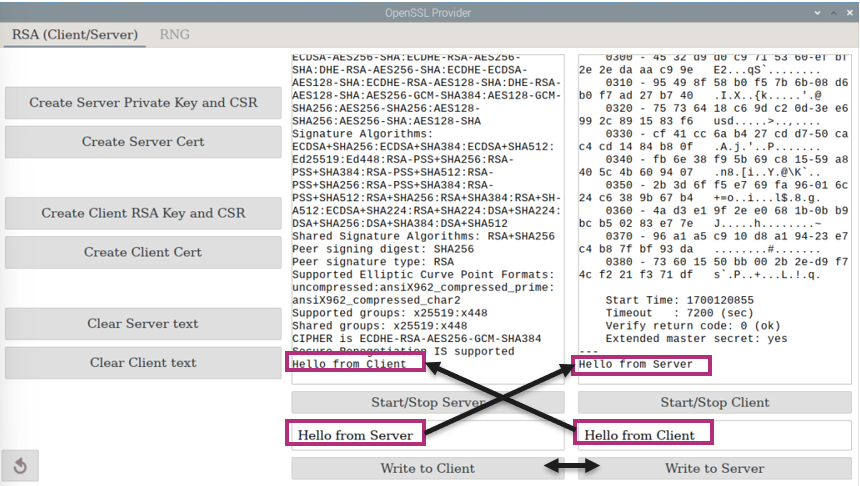 OpenSSL Provider
RSA (Client/Server)
RNG
Create Server Private Key and CSR
Create Server Cert
Create Client RSA Key and CSR
Create Client Cert
Clear Server text
Clear Client text
ECDSA-AES256-SHA:ECDHE-RSA-AES256-
SHA:DHE-RSA-AES256-SHA:ECDHE-ECDSA-
AES128-SHA:ECDHE-RSA-AES128-SHA:DHE-RSA-
AES128-SHA:AES256-GCM-SHA384:AES128-GCM-
SHA256:AES256-SHA256:AES128-
SHA256:AES256-SHA:AES128-SHA
Signature Algorithms:
ECDSA+SHA256:ECDSA+SHA384:ECDSA+SHA512:
Ed25519:Ed448:RSA-PSS+SHA256:RSA-
PSS+SHA384:RSA-PSS+SHA512:RSA-
PSS+SHA256:RSA-PSS+SHA384:RSA-
PSS+SHA512:RSA+SHA256:RSA+SHA384:RSA+SH-
A512:ECDSA+SHA224:RSA+SHA224:DSA+SHA224:
DSA+SHA256:DSA+SHA384:DSA+SHA512
Shared Signature Algorithms: RSA+SHA256
Peer signing digest: SHA256
Peer signature type: RSA
Supported Elliptic Curve Point Formats:
uncompressed:ansiX962_compressed_prime:
ansiX962_compressed_char2
Supported groups: x25519:x448
Shared groups: x25519:x448
CIPHER is ECDHE-RSA-AES256-GCM-SHA384
Secure Renegotiation IS supported
Hello from Client
Start/Stop Server
Hello from Server
Write to Client
0300 - 45 32 d9 d0 c9 71 53 60-ef bf
2e 2e da aa c9 9e   E2...qS`........
0310 - 95 49 8f 58 b0 f5 7b 6b-08 d6
b0 f7 ad 27 b7 40   .I.X..{k.....'.@
0320 - 75 73 64 18 c6 9d c2 0d-3e e6
99 2c 89 15 83 f6   usd.....>..,....
0330 - cf 41 cc 6a b4 27 cd d7-50 ca
c4 cd 14 84 b8 0f   .A.j.'..P.......
0340 - fb 6e 38 f9 5b 69 c8 15-59 a8
40 5c 4b 60 94 07   .n8.[i..Y.@\K`..
0350 - 2b 3d 6f f5 e7 69 fa 96-01 6c
24 c6 38 9b 67 b4   +=o..i...l$.8.g.
0360 - 4a d3 e1 9f 2e e0 68 1b-0b b9
bc b5 02 83 e7 7e   J.....h........~
0370 - 96 a1 a5 c9 10 d8 a1 94-23 e7
c4 b8 7f bf 93 da   ........#.......
0380 - 73 60 15 50 bb 00 2b 2e-d9 f7
4c f2 21 f3 71 df   s`.P..+...L.!.q.
Start Time: 1700120855
Timeout   : 7200 (sec)
Verify return code: 0 (ok)
Extended master secret: yes
---
Hello from Server
Start/Stop Client
Hello from Client
Write to Server